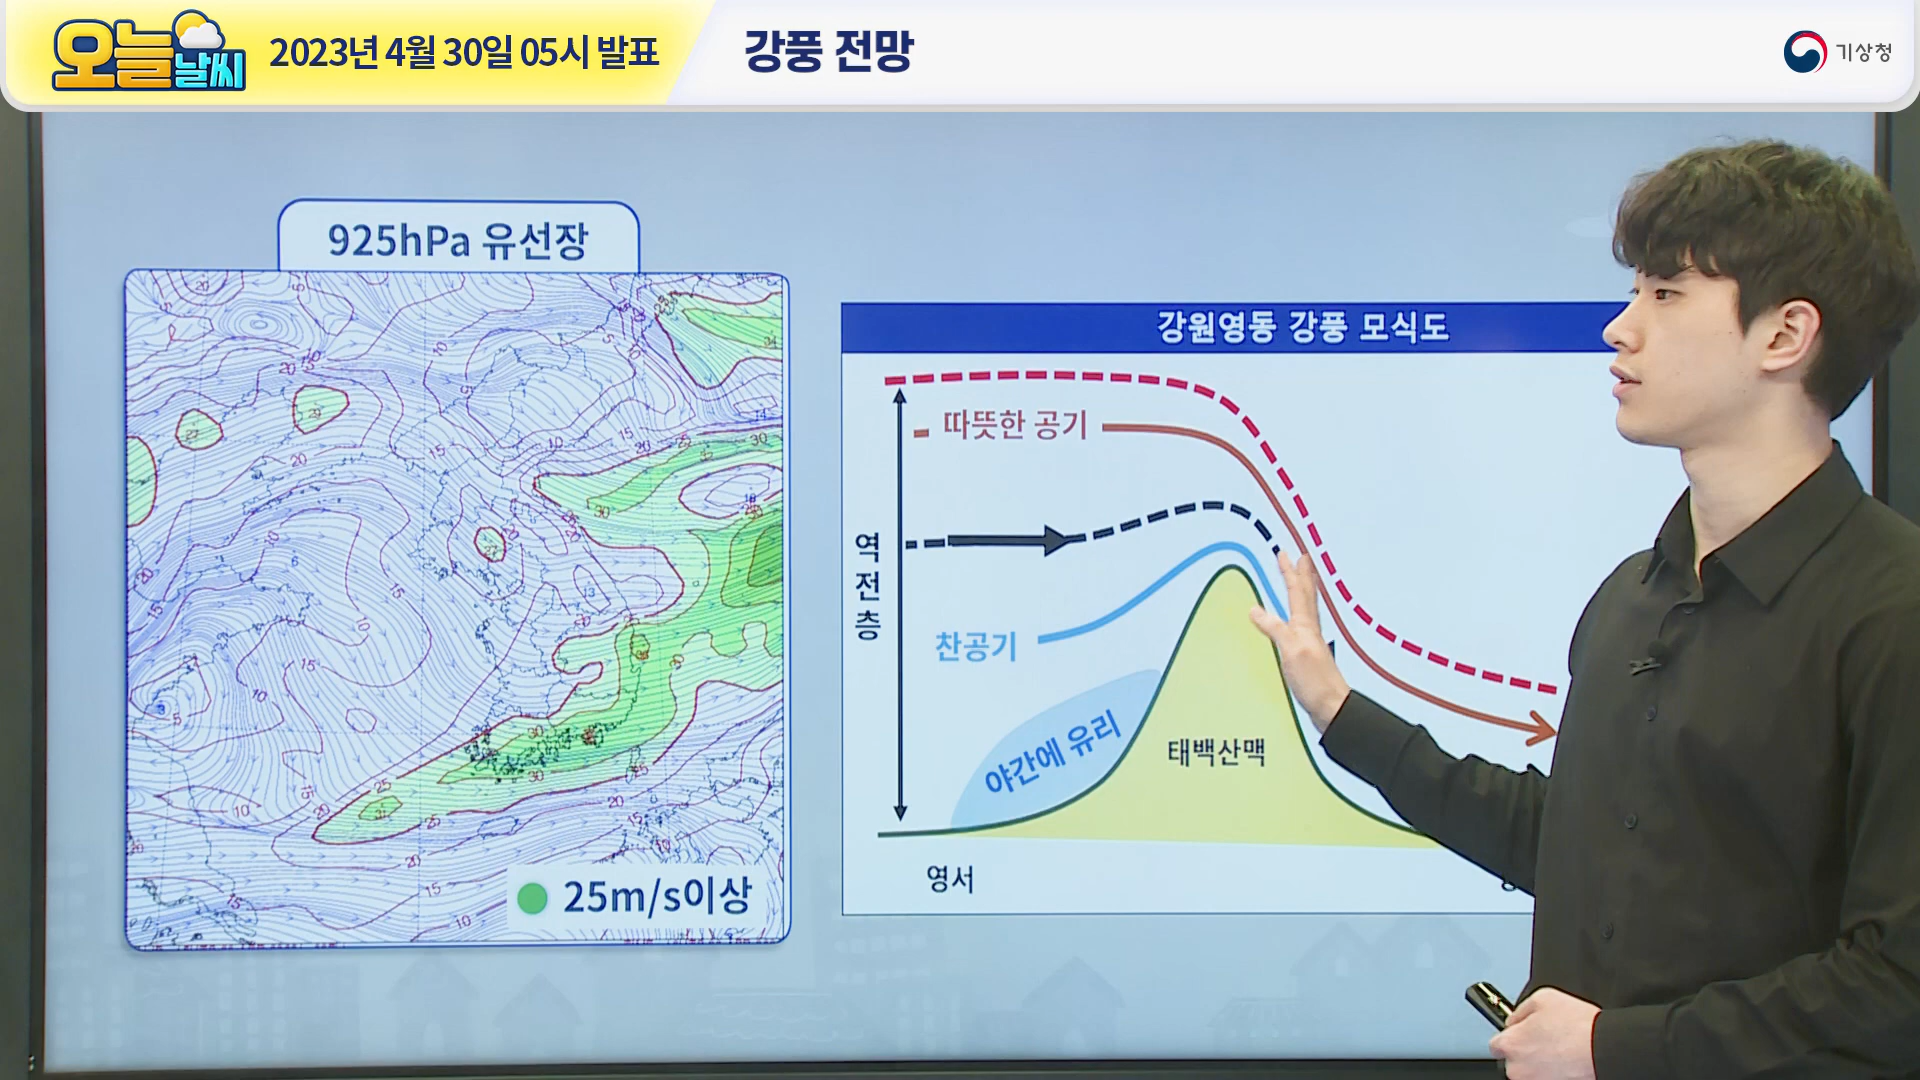 오늘날씨
2023년 4월 30일 05시 발표
강풍 전망
기상청
925hPa 유선장
25m/s이상
강원영동 강풍 모식도
따뜻한 공기
역전층
찬공기
야간에 유리
태백산맥
영서